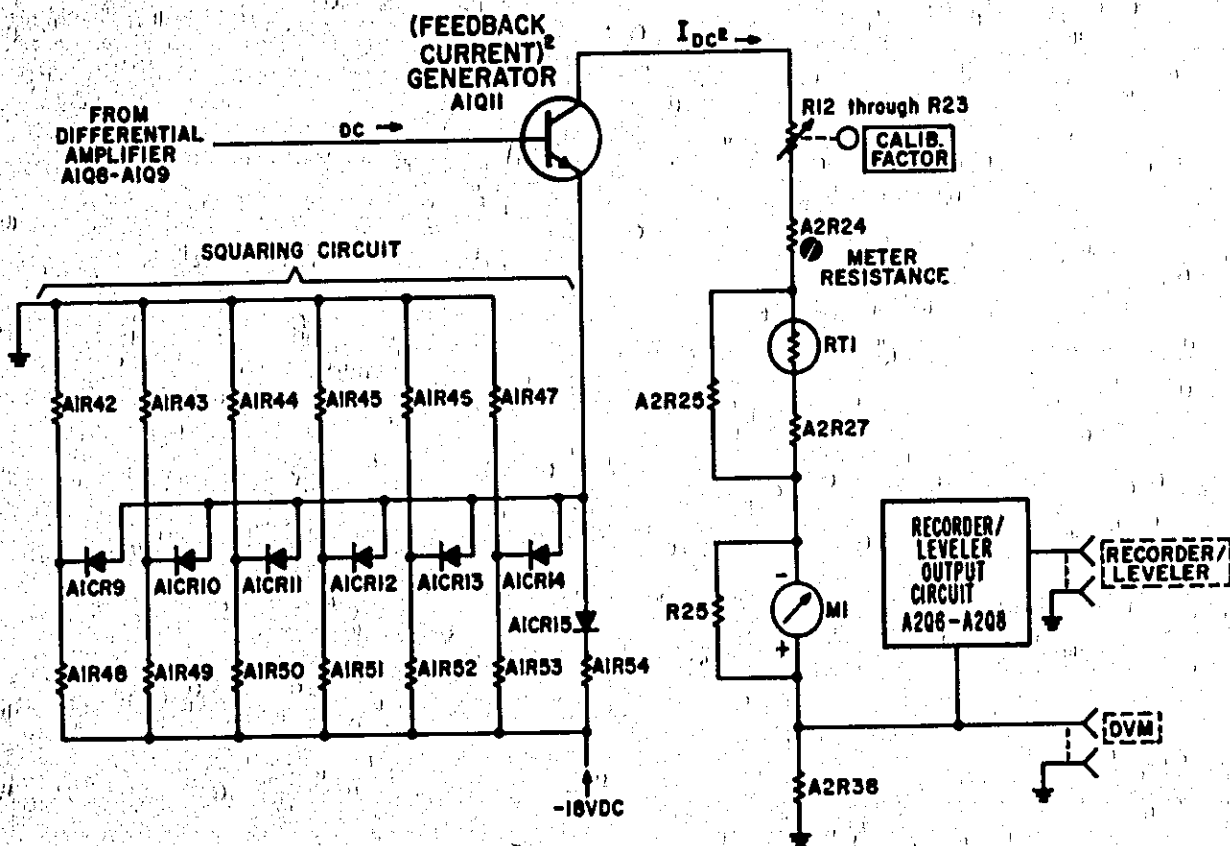 (FEEDBACK
CURRENT)²
GENERATOR
A1Q11
I DC²
FROM
DIFFERENTIAL
AMPLIFIER
A1Q8-A1Q9
DC
R12 through R23
CALIB.
FACTOR
SQUARING CIRCUIT
A2R24
METER
RESISTANCE
RT1
A1R42
A1R43
A1R44
A1R45
A1R46
A1R47
A2R25
A2R27
A1CR9
A1CR10
A1CR11
A1CR12
A1CR13
A1CR14
A1CR15
R25
-
M1
+
RECORDER/
LEVELER
OUTPUT
CIRCUIT
A2Q6-A2Q8
RECORDER/
LEVELER
A1R48
A1R49
A1R50
A1R51
A1R52
A1R53
A1R54
DVM
-18VDC
A2R38